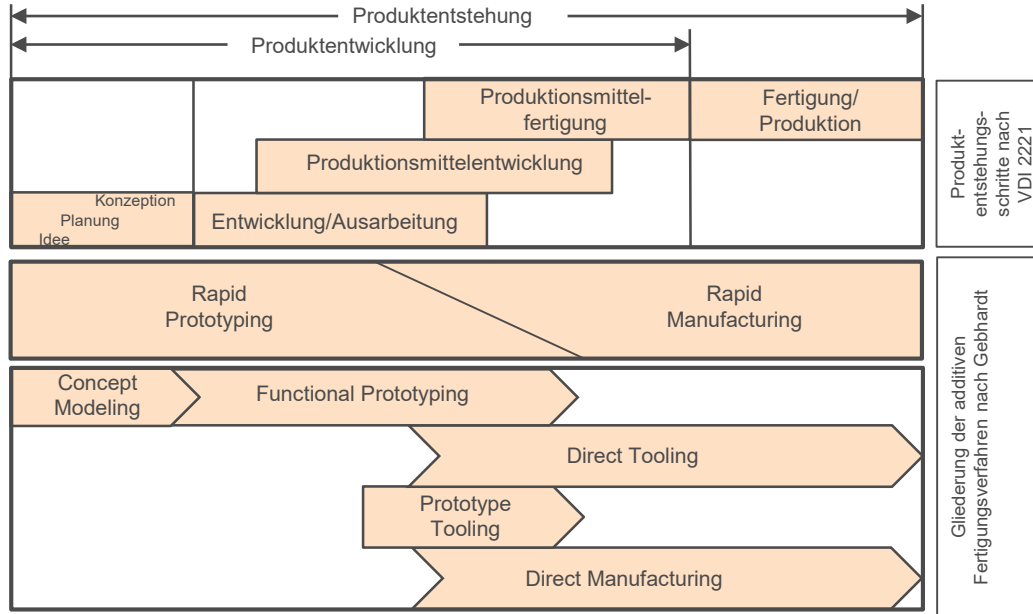 Produktentstehung
Produktentwicklung
Produktionsmittel-
fertigung
Fertigung/
Produktion
Produktionsmittelentwicklung
Konzeption
Planung
Idee
Entwicklung/Ausarbeitung
Produkt-
entstehungs-
schritte nach
VDI 2221
Rapid
Prototyping
Rapid
Manufacturing
Concept
Modeling
Functional Prototyping
Direct Tooling
Prototype
Tooling
Direct Manufacturing
Gliederung der additiven
Fertigungsverfahren nach Gebhardt